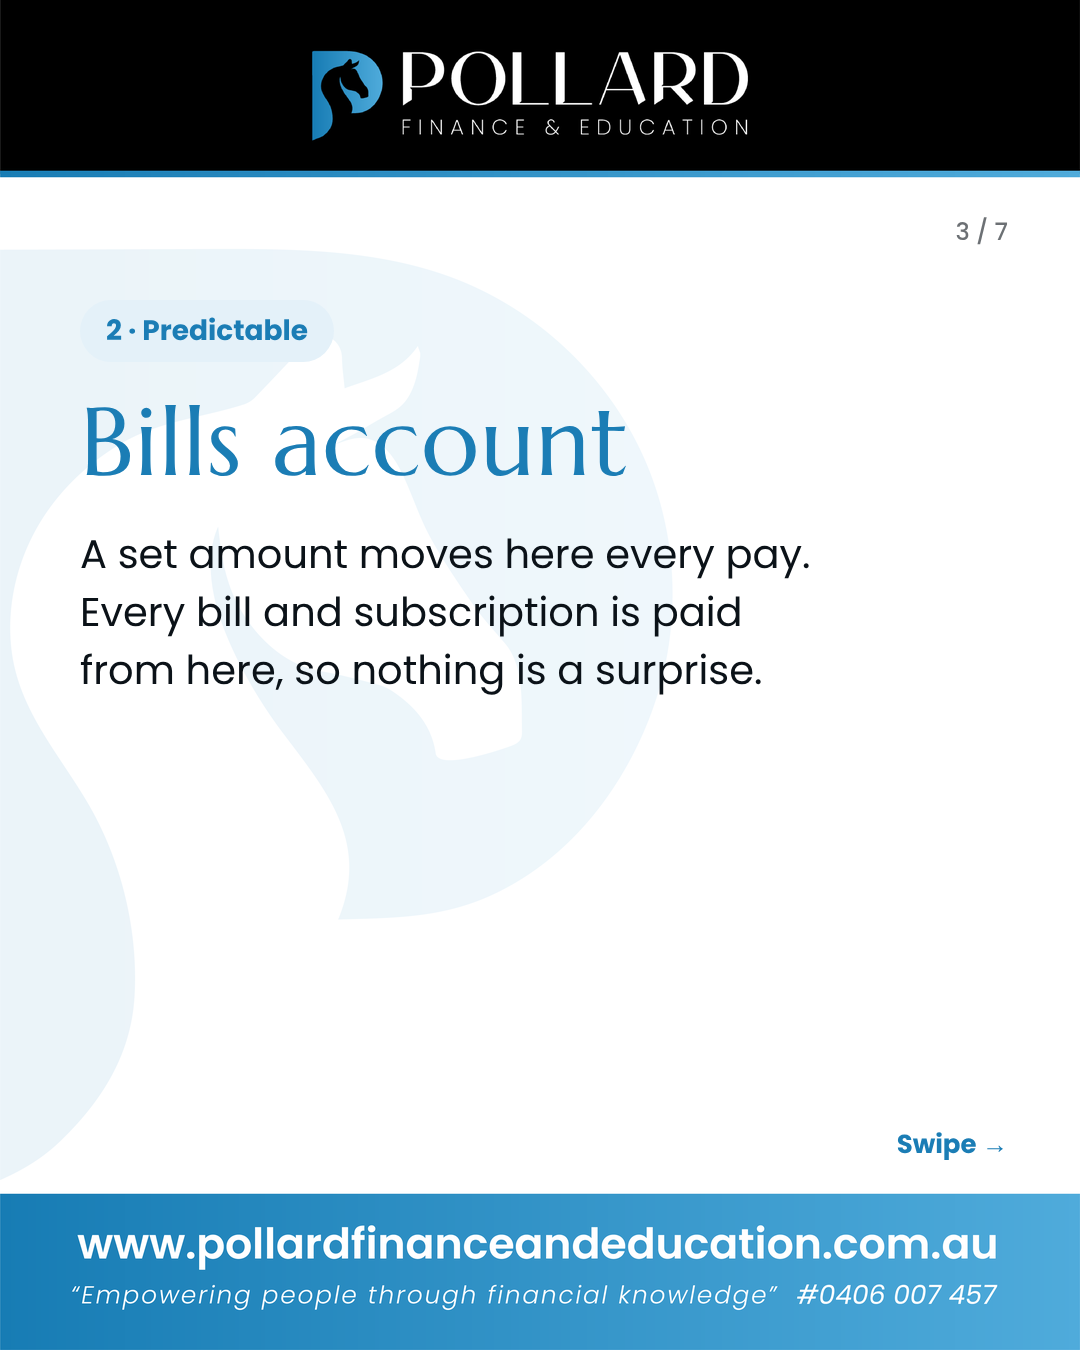 POLLARD
FINANCE & EDUCATION
3 / 7
2 · Predictable
Bills account
A set amount moves here every pay.
Every bill and subscription is paid
from here, so nothing is a surprise.
Swipe →
www.pollardfinanceandeducation.com.au
“Empowering people through financial knowledge” #0406 007 457